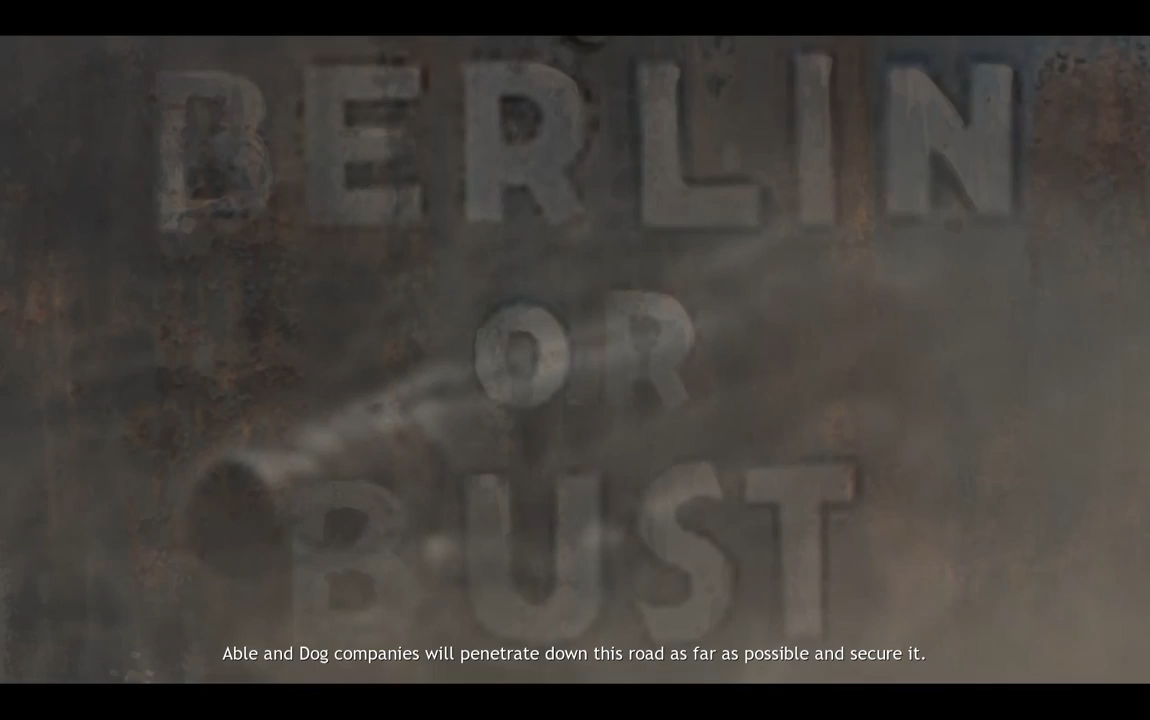 BERLIN
OR
BUST
Able and Dog companies will penetrate down this road as far as possible and secure it.